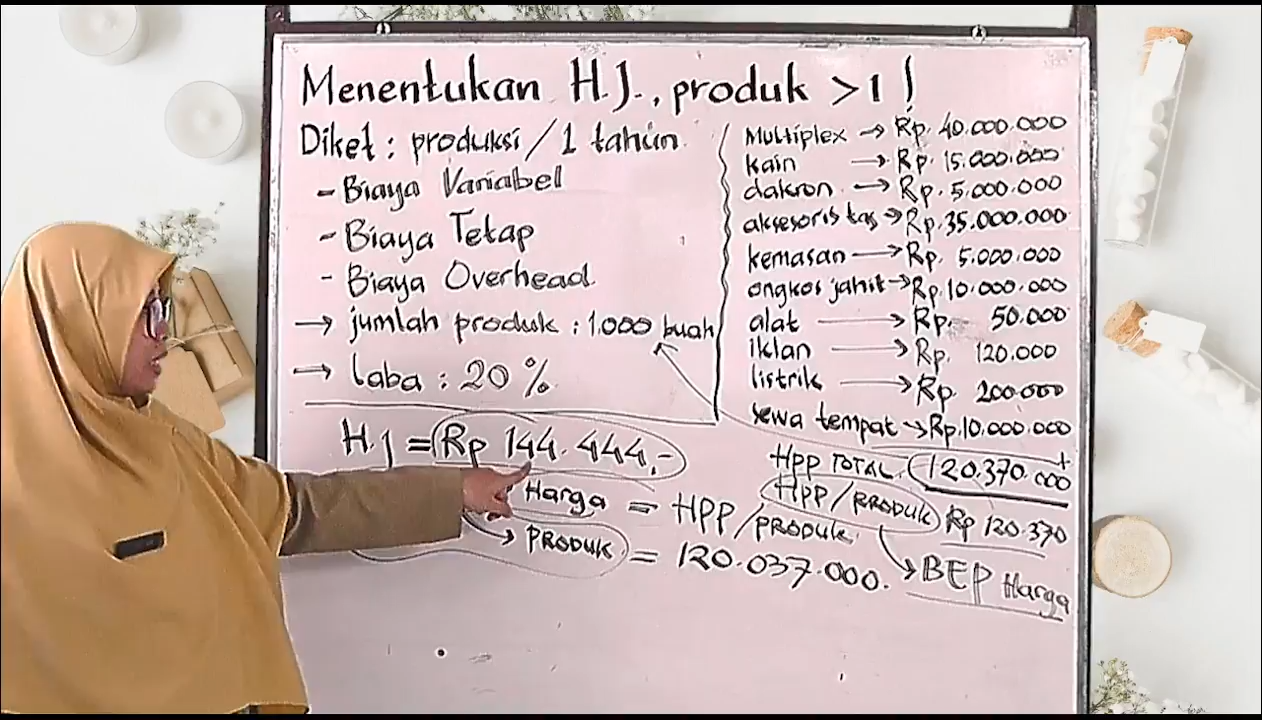 Menentukan H.J., produk > 1 !
Diket : produksi / 1 tahun
- Biaya Variabel
- Biaya Tetap
- Biaya Overhead
→ jumlah produk : 1.000 buah
→ laba : 20 %
H.J = Rp 144.444,-
Harga = HPP/PRODUK
→ PRODUK = 120.037.000.
Multiplex → Rp. 40.000.000
kain → Rp. 15.000.000
dakron → Rp. 5.000.000
aksesoris tas → Rp. 35.000.000
kemasan → Rp. 5.000.000
ongkos jahit → Rp. 10.000.000
alat → Rp. 50.000
iklan → Rp. 120.000
listrik → Rp. 200.000
sewa tempat → Rp. 10.000.000
+
HPP TOTAL 120.370.000
HPP/PRODUK Rp 120.370
→ BEP Harga